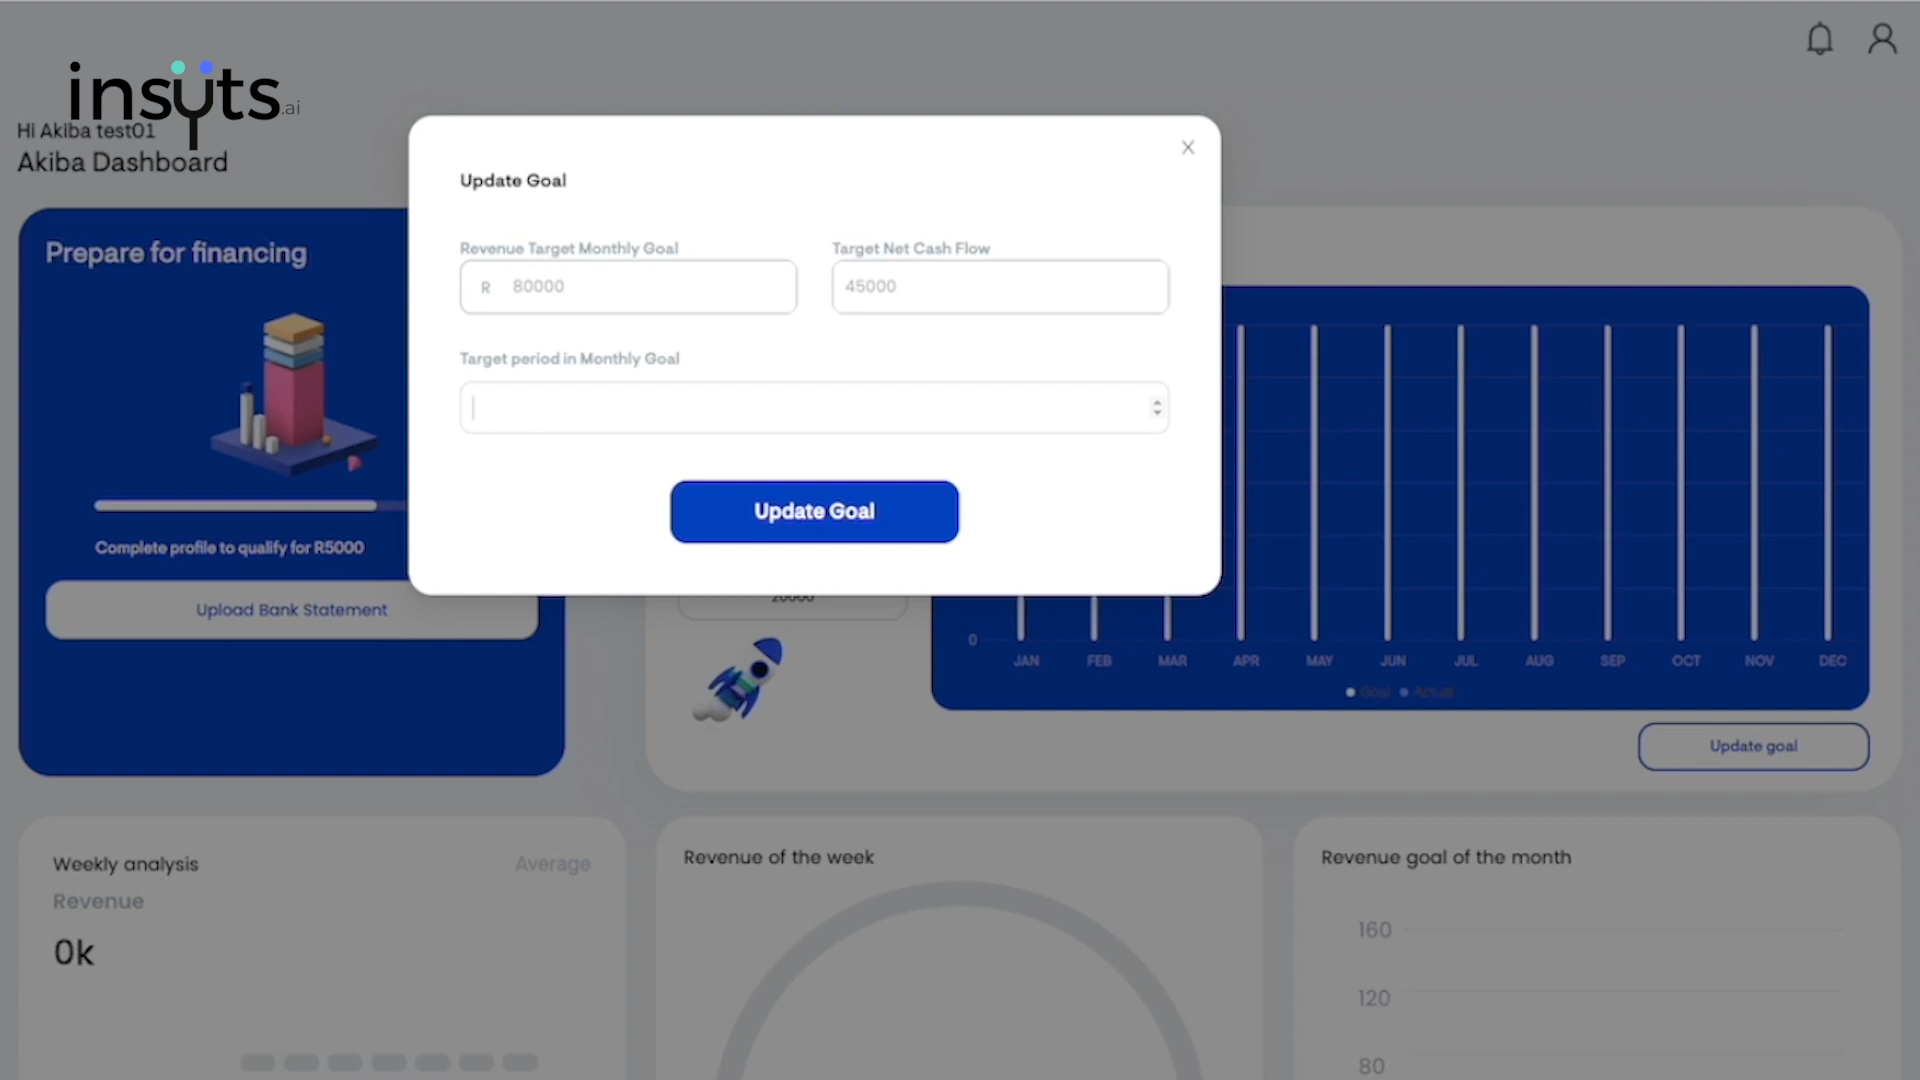 insyts.ai
Hi Akiba test01
Akiba Dashboard
Prepare for financing
Complete profile to qualify for R5000
Upload Bank Statement
X
Update Goal
Revenue Target Monthly Goal
R 80000
Target Net Cash Flow
45000
Target period in Monthly Goal
Update Goal
20000
0
JAN FEB MAR APR MAY JUN JUL AUG SEP OCT NOV DEC
Goal Actual
Update goal
Weekly analysis
Average
Revenue
0k
Revenue of the week
Revenue goal of the month
160
120
80